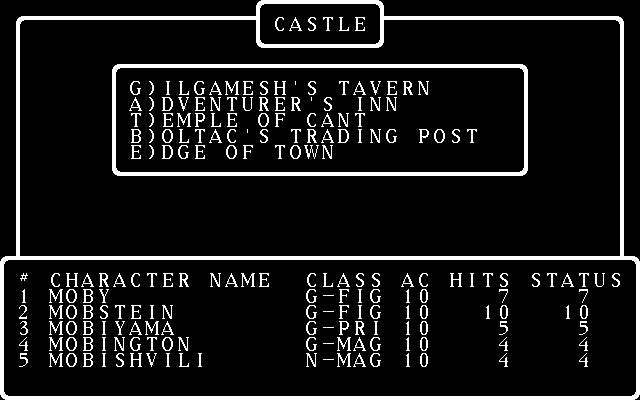 CASTLE
G)ILGAMESH'S TAVERN
A)DVENTURER'S INN
T)EMPLE OF CANT
B)OLTAC'S TRADING POST
E)DGE OF TOWN
# CHARACTER NAME CLASS AC HITS STATUS
1 MOBY G-FIG 10 7 7
2 MOBSTEIN G-FIG 10 10 10
3 MOBIYAMA G-PRI 10 5 5
4 MOBINGTON G-MAG 10 4 4
5 MOBISHVILI N-MAG 10 4 4